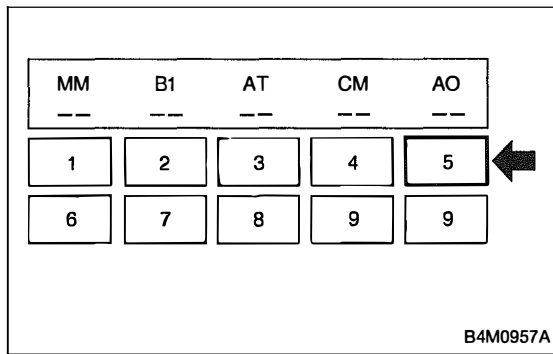 MM B1 AT CM AO
-- -- -- -- --
1 2 3 4 5
6 7 8 9 9
B4M0957A